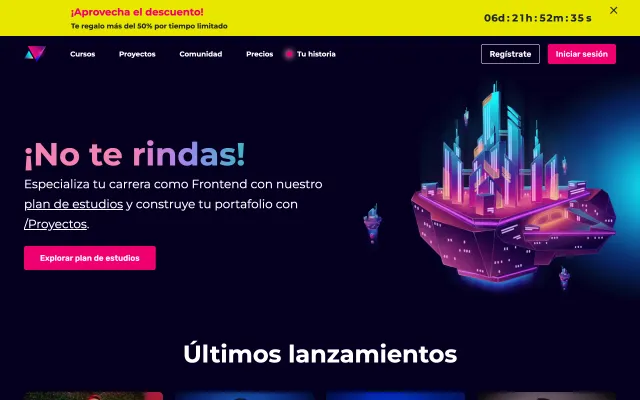 ¡Aprovecha el descuento!
Te regalo más del 50% por tiempo limitado
06d : 21h : 52m : 35s
Cursos
Proyectos
Comunidad
Precios
Tu historia
Regístrate
Iniciar sesión
¡No te rindas!
Especializa tu carrera como Frontend con nuestro
plan de estudios y construye tu portafolio con
/Proyectos.
Explorar plan de estudios
Últimos lanzamientos